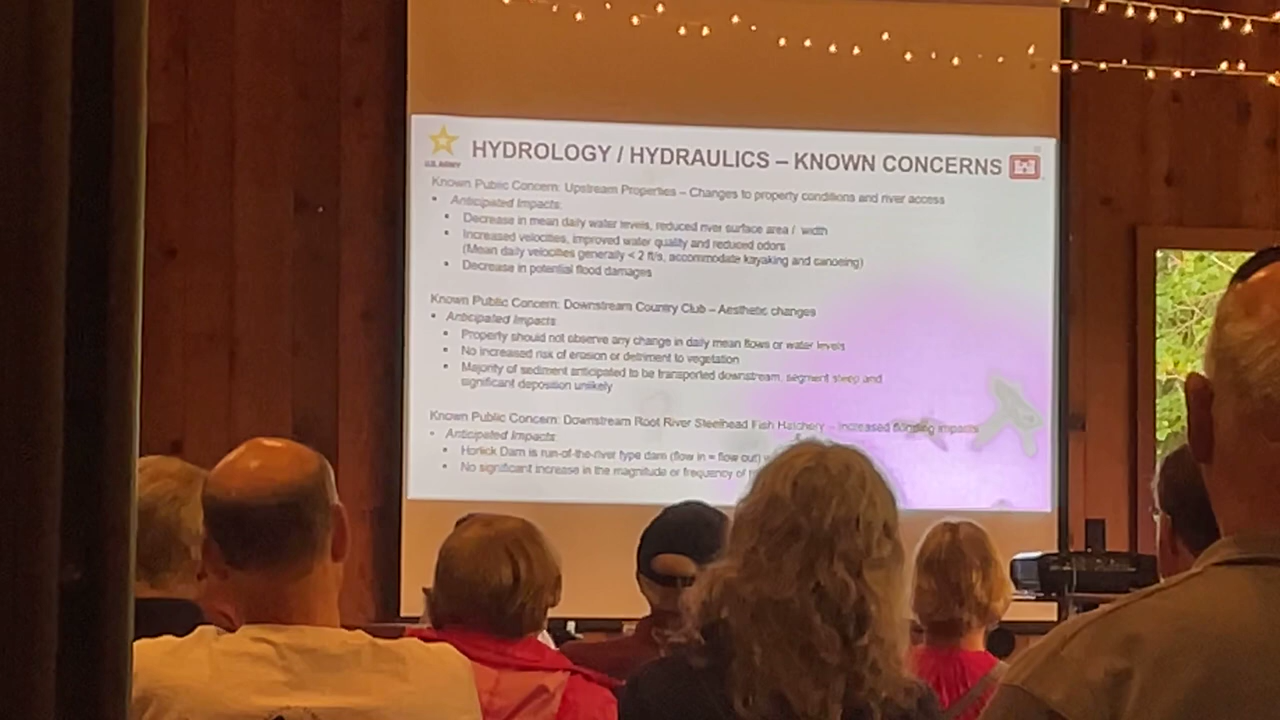 U.S. ARMY
HYDROLOGY / HYDRAULICS – KNOWN CONCERNS
Known Public Concern: Upstream Properties – Changes to property conditions and river access
• Anticipated Impacts:
• Decrease in mean daily water levels, reduced river surface area / width
• Increased velocities, improved water quality and reduced odors
(Mean daily velocities generally < 2 ft/s, accommodate kayaking and canoeing)
• Decrease in potential flood damages
Known Public Concern: Downstream Country Club – Aesthetic changes
• Anticipated Impacts:
• Property should not observe any change in daily mean flows or water levels
• No increased risk of erosion or detriment to vegetation
• Majority of sediment anticipated to be transported downstream, segment steep and
significant deposition unlikely
Known Public Concern: Downstream Root River Steelhead Fish Hatchery – Increased flooding impacts
• Anticipated Impacts:
• Horlick Dam is run-of-the-river type dam (flow in = flow out)
• No significant increase in the magnitude or frequency of